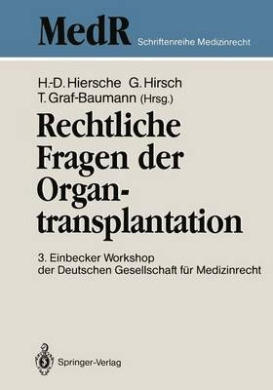 MedR Schriftenreihe Medizinrecht
H.-D. Hiersche G. Hirsch
T. Graf-Baumann (Hrsg.)
Rechtliche
Fragen der
Organ-
transplantation
3. Einbecker Workshop
der Deutschen Gesellschaft für Medizinrecht
Springer-Verlag